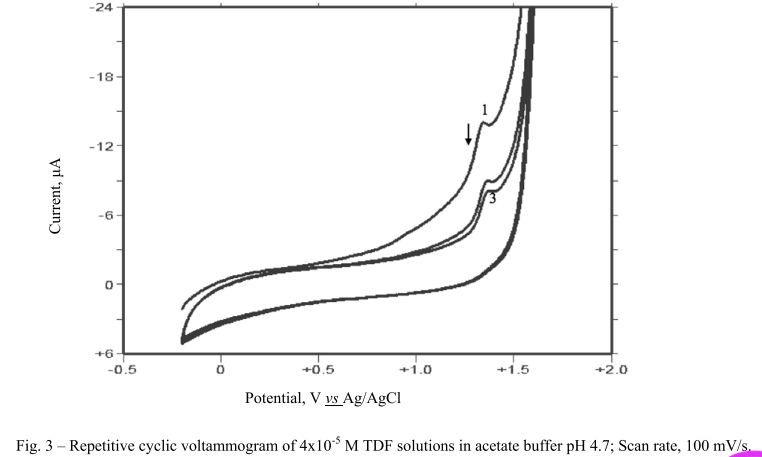 -24
-18
1
-12
-6
3
0
+6
-0.5 0 +0.5 +1.0 +1.5 +2.0
Current, µA
Potential, V vs Ag/AgCl
Fig. 3 – Repetitive cyclic voltammogram of 4x10⁻⁵ M TDF solutions in acetate buffer pH 4.7; Scan rate, 100 mV/s.